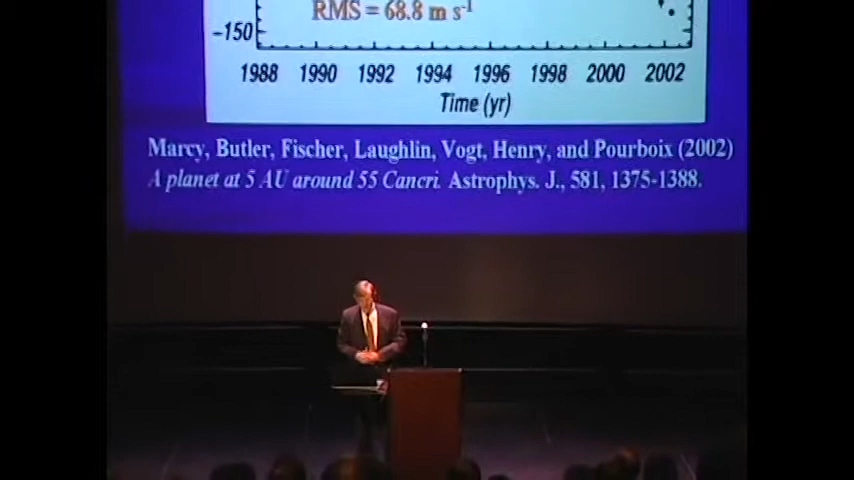 RMS = 68.8 m s-1
-150
1988 1990 1992 1994 1996 1998 2000 2002
Time (yr)
Marcy, Butler, Fischer, Laughlin, Vogt, Henry, and Pourboix (2002)
A planet at 5 AU around 55 Cancri. Astrophys. J., 581, 1375-1388.